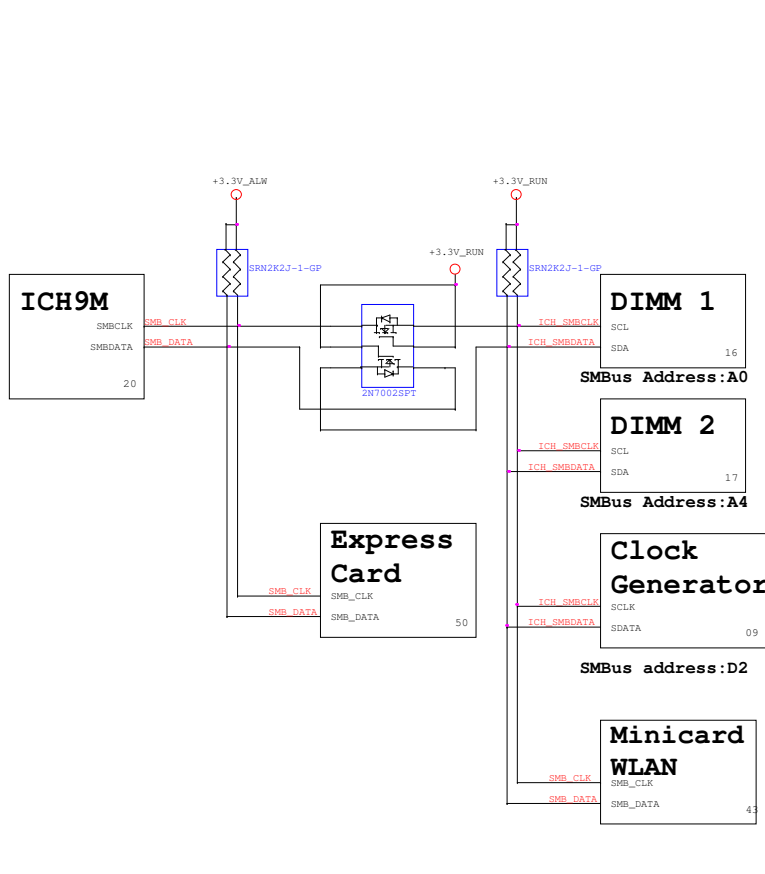 +3.3V_ALW
+3.3V_RUN
+3.3V_RUN
SRN2K2J-1-GP
SRN2K2J-1-GP
ICH9M
SMBCLK
SMB_CLK
SMBDATA
SMB_DATA
20
2N7002SPT
DIMM 1
ICH_SMBCLK
SCL
ICH_SMBDATA
SDA
16
SMBus Address:A0
DIMM 2
ICH_SMBCLK
SCL
ICH_SMBDATA
SDA
17
SMBus Address:A4
Express
Card
SMB_CLK
SMB_CLK
SMB_DATA
SMB_DATA
50
Clock
Generator
ICH_SMBCLK
SCLK
ICH_SMBDATA
SDATA
09
SMBus address:D2
Minicard
WLAN
SMB_CLK
SMB_CLK
SMB_DATA
SMB_DATA
43